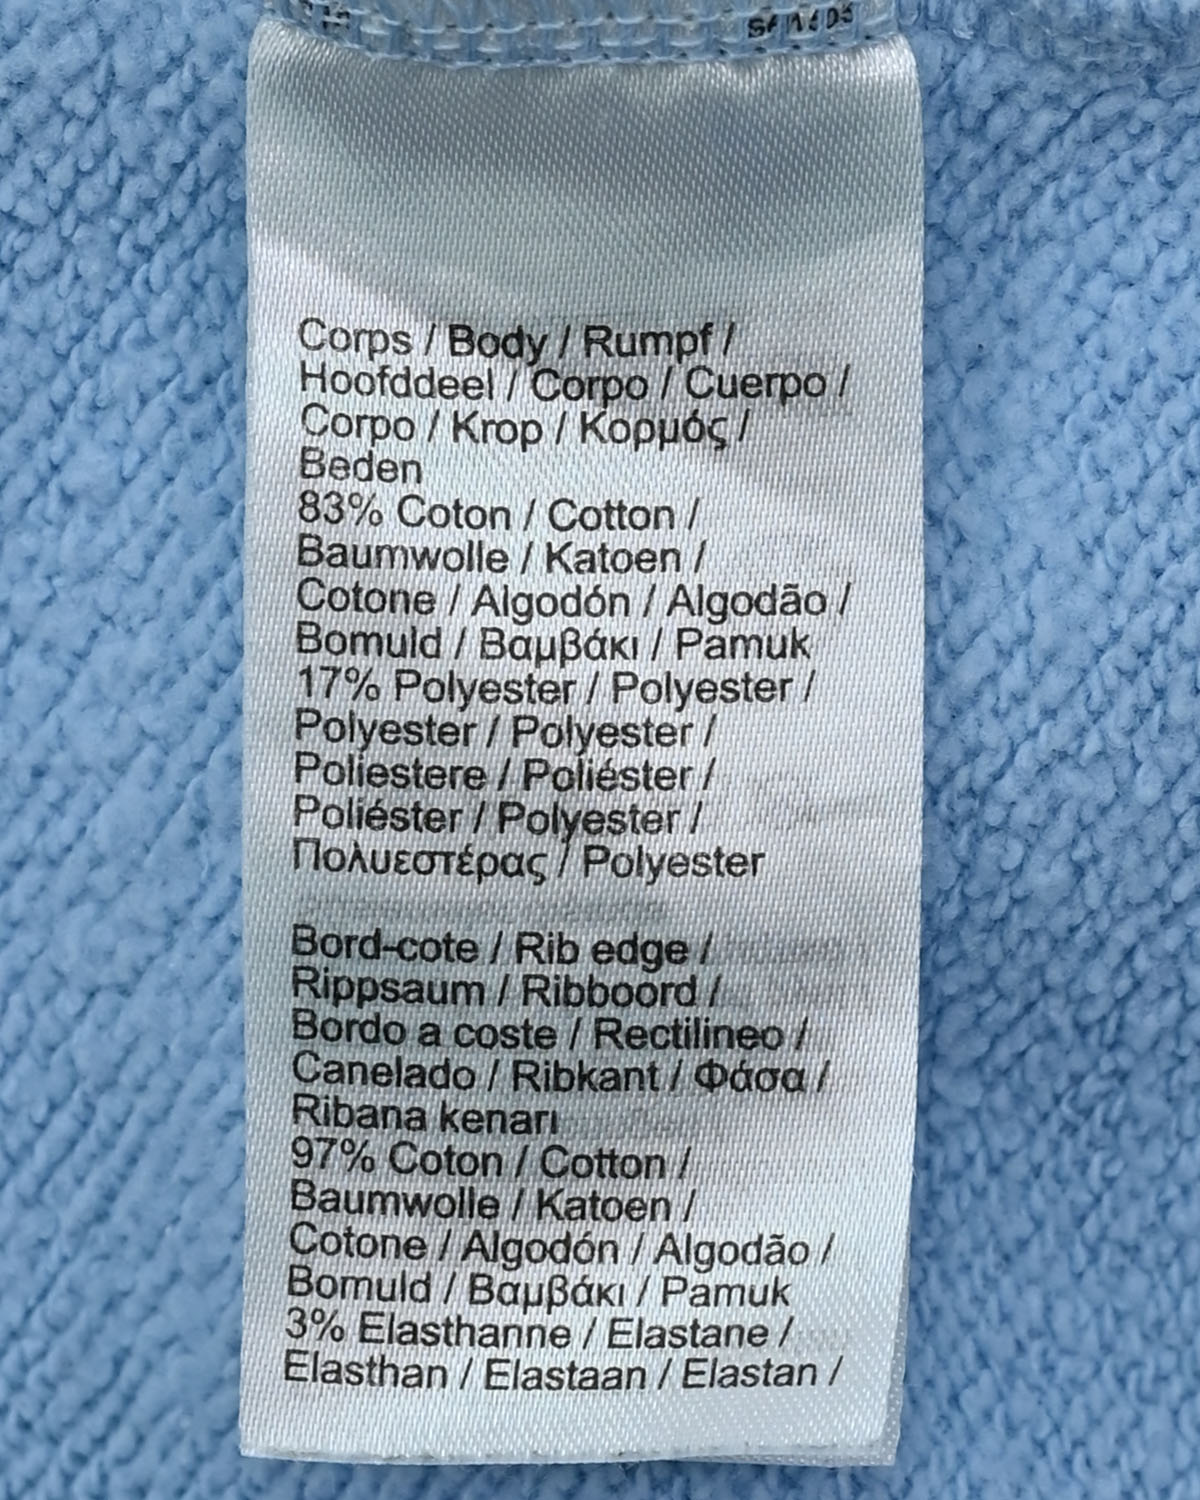 Corps / Body / Rumpf /
Hoofddeel / Corpo / Cuerpo /
Corpo / Krop / Κορμός /
Beden
83% Coton / Cotton /
Baumwolle / Katoen /
Cotone / Algodón / Algodão /
Bomuld / Βαμβάκι / Pamuk
17% Polyester / Polyester /
Polyester / Polyester /
Poliestere / Poliéster /
Poliéster / Polyester /
Πολυεστέρας / Polyester
Bord-cote / Rib edge /
Rippsaum / Ribboord /
Bordo a coste / Rectilineo /
Canelado / Ribkant / Φάσα /
Ribana kenarı
97% Coton / Cotton /
Baumwolle / Katoen /
Cotone / Algodón / Algodão /
Bomuld / Βαμβάκι / Pamuk
3% Elasthanne / Elastane /
Elasthan / Elastaan / Elastan /